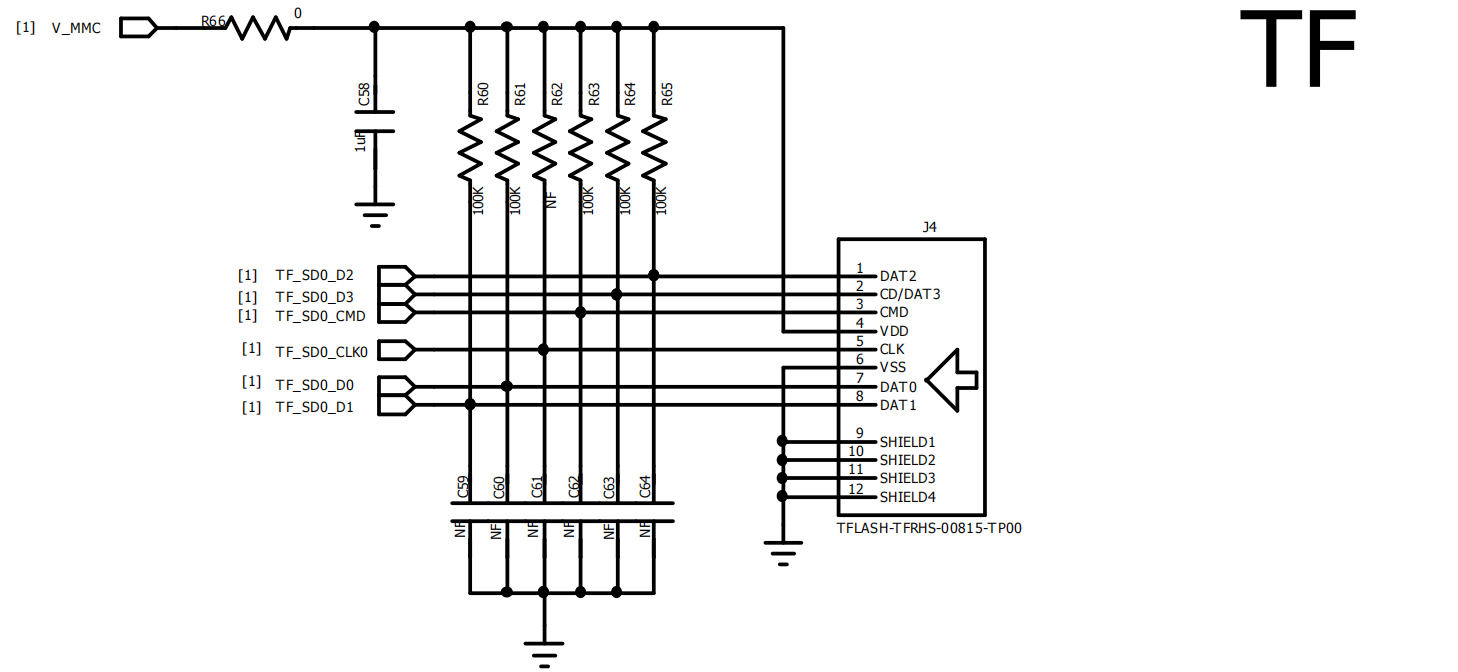 TF
[1] V_MMC
R66
0
C58
1uF
R60
R61
R62
R63
R64
R65
100K
100K
NF
100K
100K
100K
J4
[1] TF_SD0_D2
[1] TF_SD0_D3
[1] TF_SD0_CMD
[1] TF_SD0_CLK0
[1] TF_SD0_D0
[1] TF_SD0_D1
1 DAT2
2 CD/DAT3
3 CMD
4 VDD
5 CLK
6 VSS
7 DAT0
8 DAT1
9 SHIELD1
10 SHIELD2
11 SHIELD3
12 SHIELD4
TFLASH-TFRHS-00815-TP00
C59
C60
C61
C62
C63
C64
NF
NF
NF
NF
NF
NF